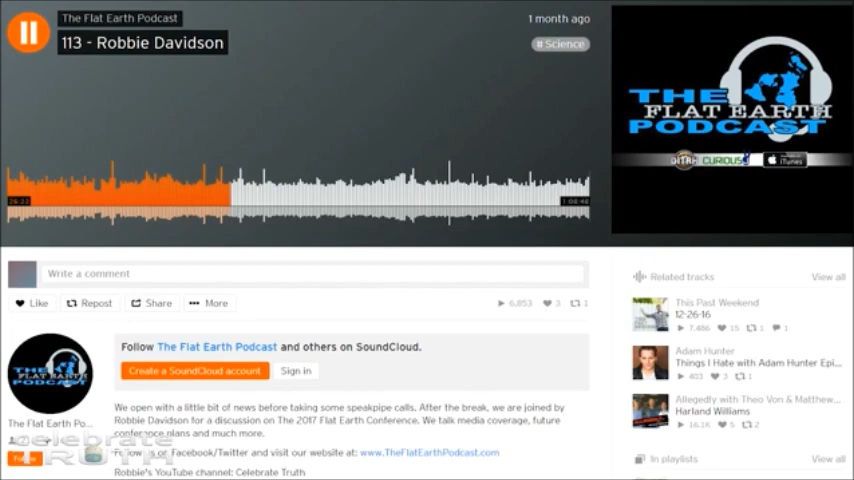 The Flat Earth Podcast
1 month ago
113 - Robbie Davidson
# Science
THE
FLAT EARTH
PODCAST
DITRH CURIOUS iTunes
26:22
1:08:48
Write a comment
Like Repost Share More
6,853 3 1
Related tracks View all
This Past Weekend
12-26-16
7,486 15 1 1
Adam Hunter
Things I Hate with Adam Hunter Epi...
403 3 1
Allegedly with Theo Von & Matthew...
Harland Williams
16.1K 5 2
In playlists View all
THE
FLAT EARTH
PODCAST
Follow The Flat Earth Podcast and others on SoundCloud.
Create a SoundCloud account Sign in
The Flat Earth Po...
Follow
We open with a little bit of news before taking some speakpipe calls. After the break, we are joined by
Robbie Davidson for a discussion on The 2017 Flat Earth Conference. We talk media coverage, future
conference plans and much more.
Follow us on Facebook/Twitter and visit our website at: www.TheFlatEarthPodcast.com
Robbie's YouTube channel: Celebrate Truth
celebrate
TRUTH